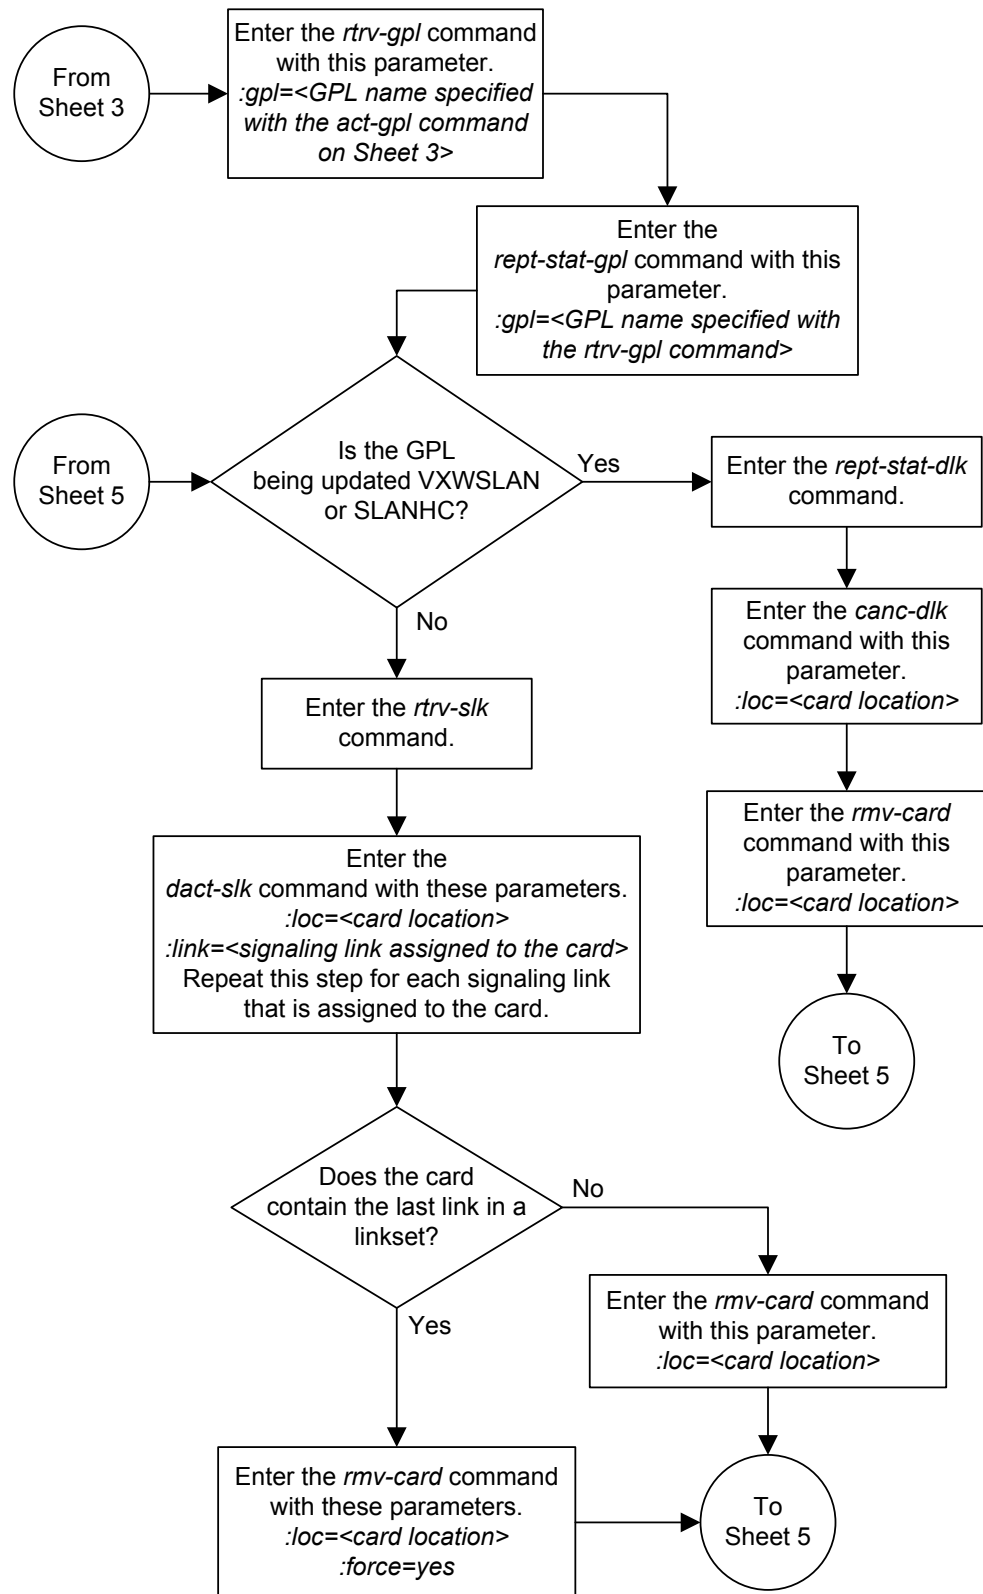 From
Sheet 3
Enter the rtrv-gpl command
with this parameter.
:gpl=<GPL name specified
with the act-gpl command
on Sheet 3>
Enter the
rept-stat-gpl command with this
parameter.
:gpl=<GPL name specified with
the rtrv-gpl command>
From
Sheet 5
Is the GPL
being updated VXWSLAN
or SLANHC?
Yes
Enter the rept-stat-dlk
command.
No
Enter the canc-dlk
command with this
parameter.
:loc=<card location>
Enter the rtrv-slk
command.
Enter the rmv-card
command with this
parameter.
:loc=<card location>
Enter the
dact-slk command with these parameters.
:loc=<card location>
:link=<signaling link assigned to the card>
Repeat this step for each signaling link
that is assigned to the card.
To
Sheet 5
Does the card
contain the last link in a
linkset?
No
Yes
Enter the rmv-card command
with this parameter.
:loc=<card location>
Enter the rmv-card command
with these parameters.
:loc=<card location>
:force=yes
To
Sheet 5